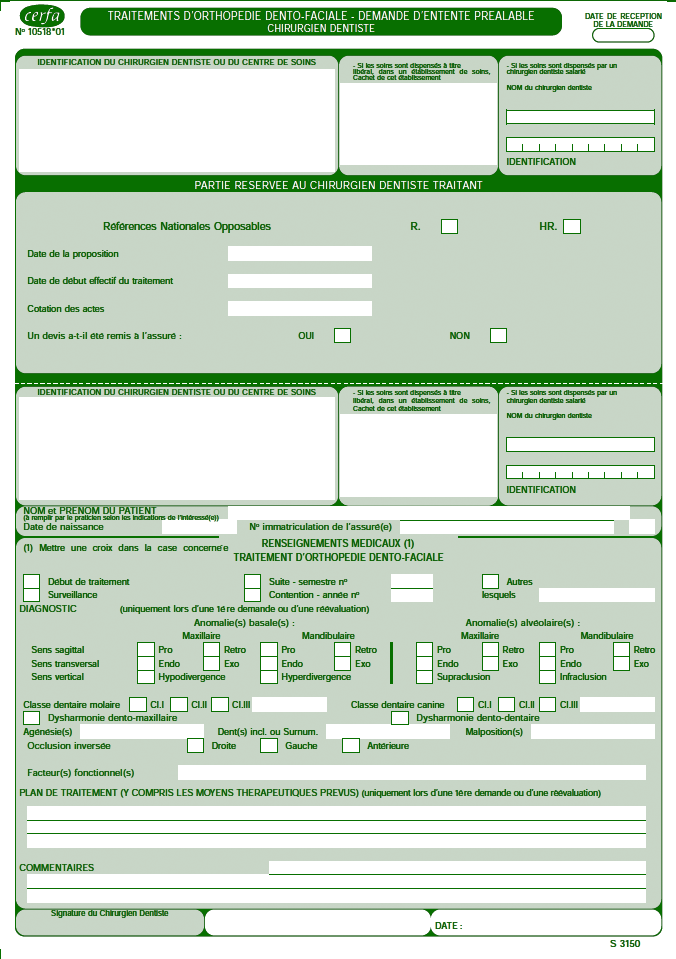 cerfa
N° 10518*01
TRAITEMENTS D'ORTHOPEDIE DENTO-FACIALE - DEMANDE D'ENTENTE PREALABLE
CHIRURGIEN DENTISTE
DATE DE RECEPTION
DE LA DEMANDE
IDENTIFICATION DU CHIRURGIEN DENTISTE OU DU CENTRE DE SOINS
- Si les soins sont dispensés à titre
libéral, dans un établissement de soins,
Cachet de cet établissement
- Si les soins sont dispensés par un
chirurgien dentiste salarié
NOM du chirurgien dentiste
IDENTIFICATION
PARTIE RESERVEE AU CHIRURGIEN DENTISTE TRAITANT
Références Nationales Opposables R. HR.
Date de la proposition
Date de début effectif du traitement
Cotation des actes
Un devis a-t-il été remis à l'assuré : OUI NON
IDENTIFICATION DU CHIRURGIEN DENTISTE OU DU CENTRE DE SOINS
- Si les soins sont dispensés à titre
libéral, dans un établissement de soins,
Cachet de cet établissement
- Si les soins sont dispensés par un
chirurgien dentiste salarié
NOM du chirurgien dentiste
IDENTIFICATION
NOM et PRENOM DU PATIENT
(à remplir par le praticien selon les indications de l'intéressé(e))
Date de naissance N° immatriculation de l'assuré(e)
(1) Mettre une croix dans la case concernée
RENSEIGNEMENTS MEDICAUX (1)
TRAITEMENT D'ORTHOPEDIE DENTO-FACIALE
Début de traitement Suite - semestre n° Autres
Surveillance Contention - année n° lesquels
DIAGNOSTIC (uniquement lors d'une 1ére demande ou d'une réévaluation)
Anomalie(s) basale(s) : Anomalie(s) alvéolaire(s) :
Maxillaire Mandibulaire Maxillaire Mandibulaire
Sens sagittal Pro Retro Pro Retro Pro Retro Pro Retro
Sens transversal Endo Exo Endo Exo Endo Exo Endo Exo
Sens vertical Hypodivergence Hyperdivergence Supraclusion Infraclusion
Classe dentaire molaire Cl.I Cl.II Cl.III Classe dentaire canine Cl.I Cl.II Cl.III
Dysharmonie dento-maxillaire Dysharmonie dento-dentaire
Agénésie(s) Dent(s) incl. ou Surnum. Malposition(s)
Occlusion inversée Droite Gauche Antérieure
Facteur(s) fonctionnel(s)
PLAN DE TRAITEMENT (Y COMPRIS LES MOYENS THERAPEUTIQUES PREVUS) (uniquement lors d'une 1ére demande ou d'une réévaluation)
COMMENTAIRES
Signature du Chirurgien Dentiste
DATE :
S 3150